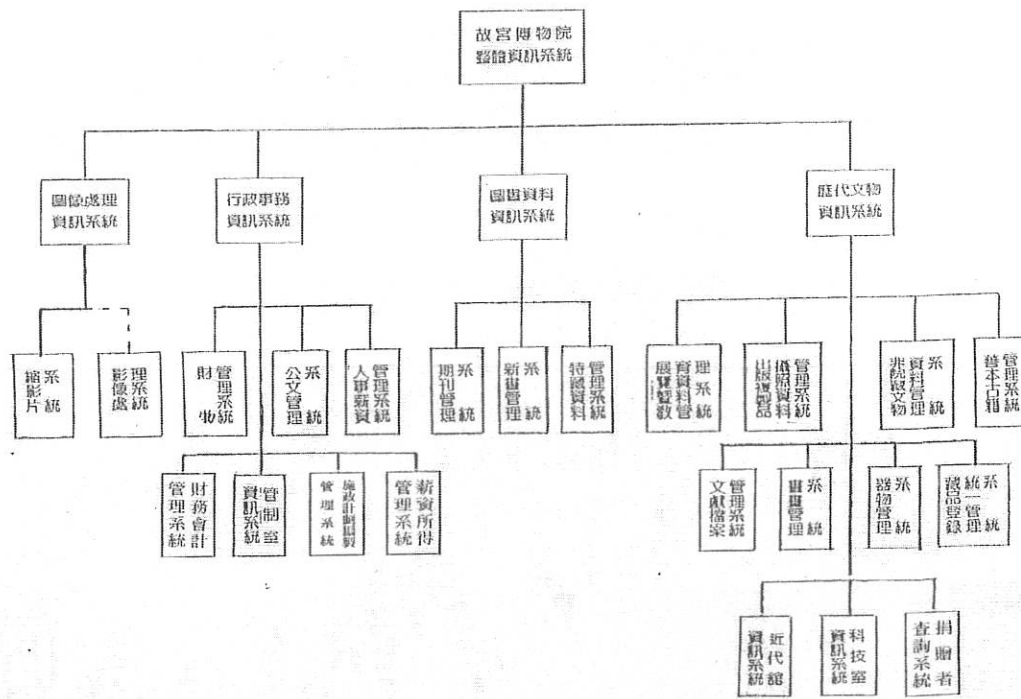 故宮博物院
整體資訊系統
圖像處理
資訊系統
行政事務
資訊系統
圖書資料
資訊系統
歷代文物
資訊系統
縮影片
系統
影像處
理系統
財物
管理系統
公文管理
系統
人事薪資
管理系統
期刊管理
系統
新書管理
系統
特藏資料
管理系統
展覽暨教
育資料管
理系統
出版複製品
攝照資料
管理系統
非院藏文物
資料管理
系統
善本古籍
管理系統
財務會計
管理系統
管制室
資訊系統
施政計劃編製
管理系統
薪資所得
管理系統
文獻檔案
管理系統
書畫管理
系統
器物管理
系統
藏品登錄
統一管理
系統
近代館
資訊系統
科技室
資訊系統
捐贈者
查詢系統